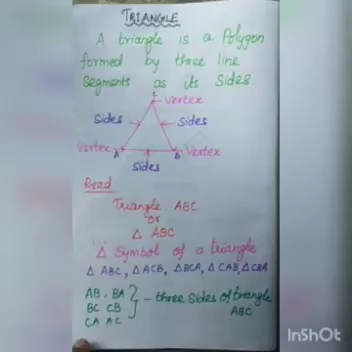 TRIANGLE
A triangle is a Polygon
formed by three line
segments as its sides.
C
Vertex
Sides
Sides
Vertex
A
B
Vertex
Sides
Read
Triangle ABC
or
Δ ABC
"Δ" Symbol of a triangle
Δ ABC, Δ ACB, Δ BCA, Δ CAB, Δ CBA
AB, BA
BC CB
CA AC
} - three Sides of triangle
ABC
InShOt